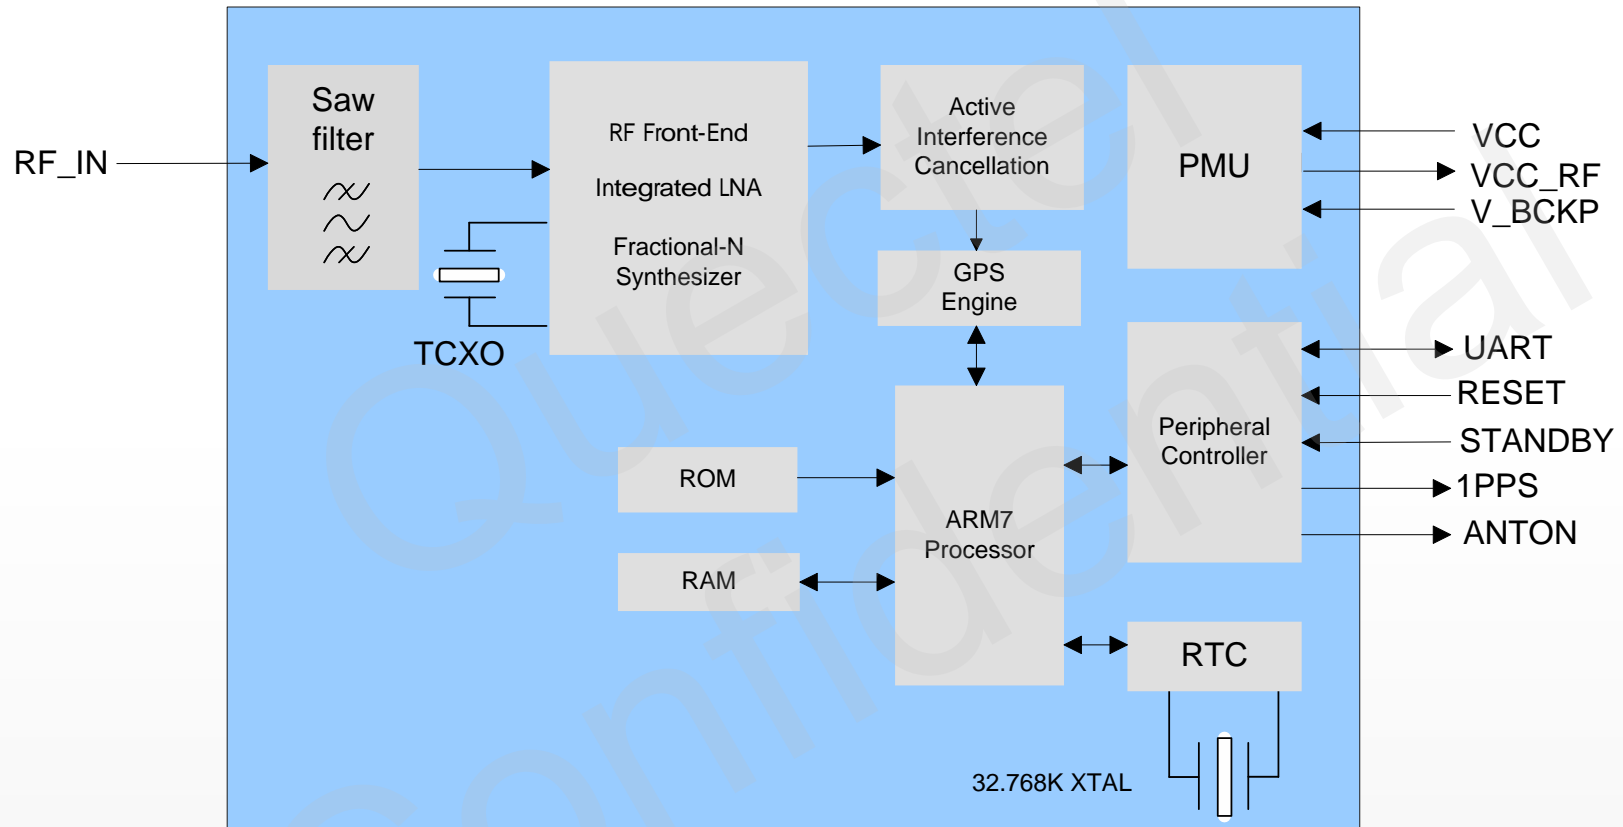 RF_IN
Saw
filter
TCXO
RF Front-End
Integrated LNA
Fractional-N
Synthesizer
Active
Interference
Cancellation
GPS
Engine
PMU
VCC
VCC_RF
V_BCKP
ROM
RAM
ARM7
Processor
Peripheral
Controller
UART
RESET
STANDBY
1PPS
ANTON
RTC
32.768K XTAL
Quectel
Confidential